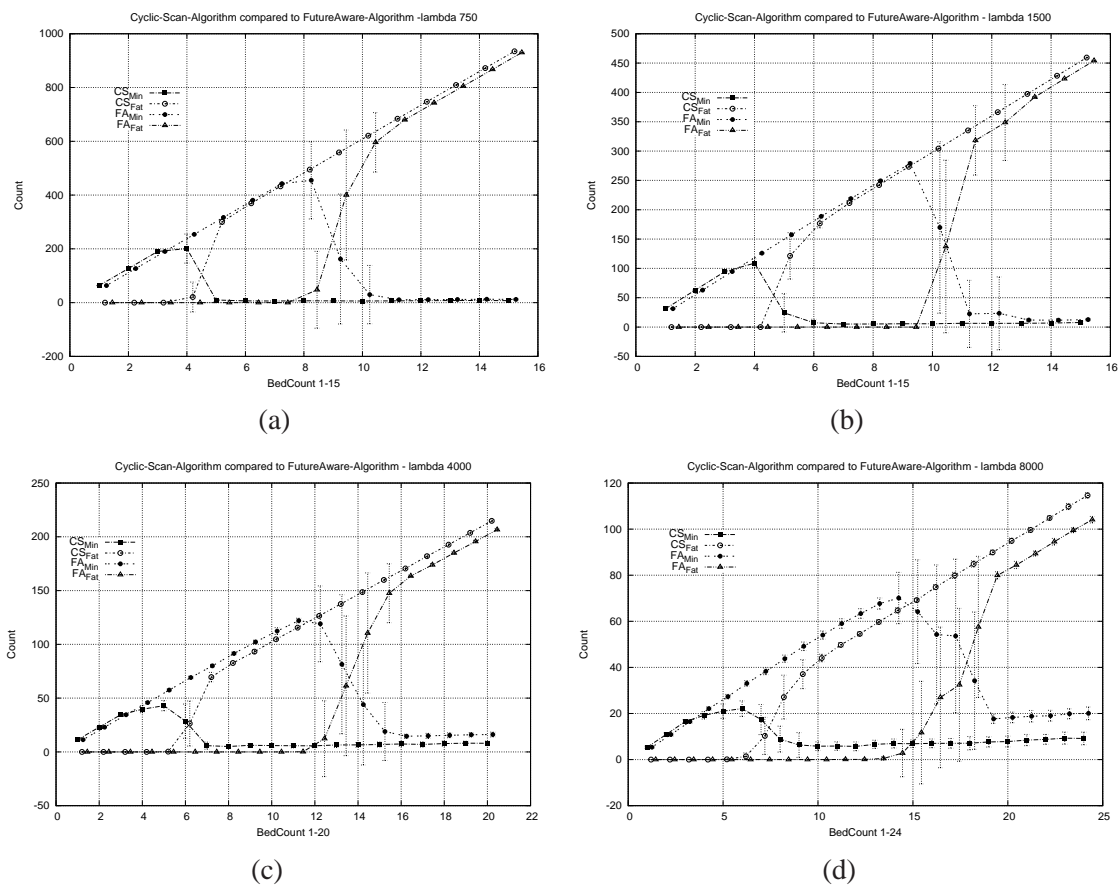 Cyclic-Scan-Algorithm compared to FutureAware-Algorithm -lambda 750
1000
800
600
400
200
0
-200
Count
CS_Min
CS_Fat
FA_Min
FA_Fat
0 2 4 6 8 10 12 14 16
BedCount 1-15
(a)
Cyclic-Scan-Algorithm compared to FutureAware-Algorithm - lambda 1500
500
450
400
350
300
250
200
150
100
50
0
-50
Count
CS_Min
CS_Fat
FA_Min
FA_Fat
0 2 4 6 8 10 12 14 16
BedCount 1-15
(b)
Cyclic-Scan-Algorithm compared to FutureAware-Algorithm - lambda 4000
250
200
150
100
50
0
-50
Count
CS_Min
CS_Fat
FA_Min
FA_Fat
0 2 4 6 8 10 12 14 16 18 20 22
BedCount 1-20
(c)
Cyclic-Scan-Algorithm compared to FutureAware-Algorithm - lambda 8000
120
100
80
60
40
20
0
-20
Count
CS_Min
CS_Fat
FA_Min
FA_Fat
0 5 10 15 20 25
BedCount 1-24
(d)